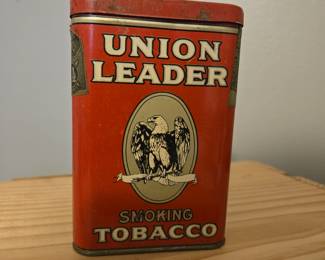 UNION
LEADER
SMOKING
TOBACCO